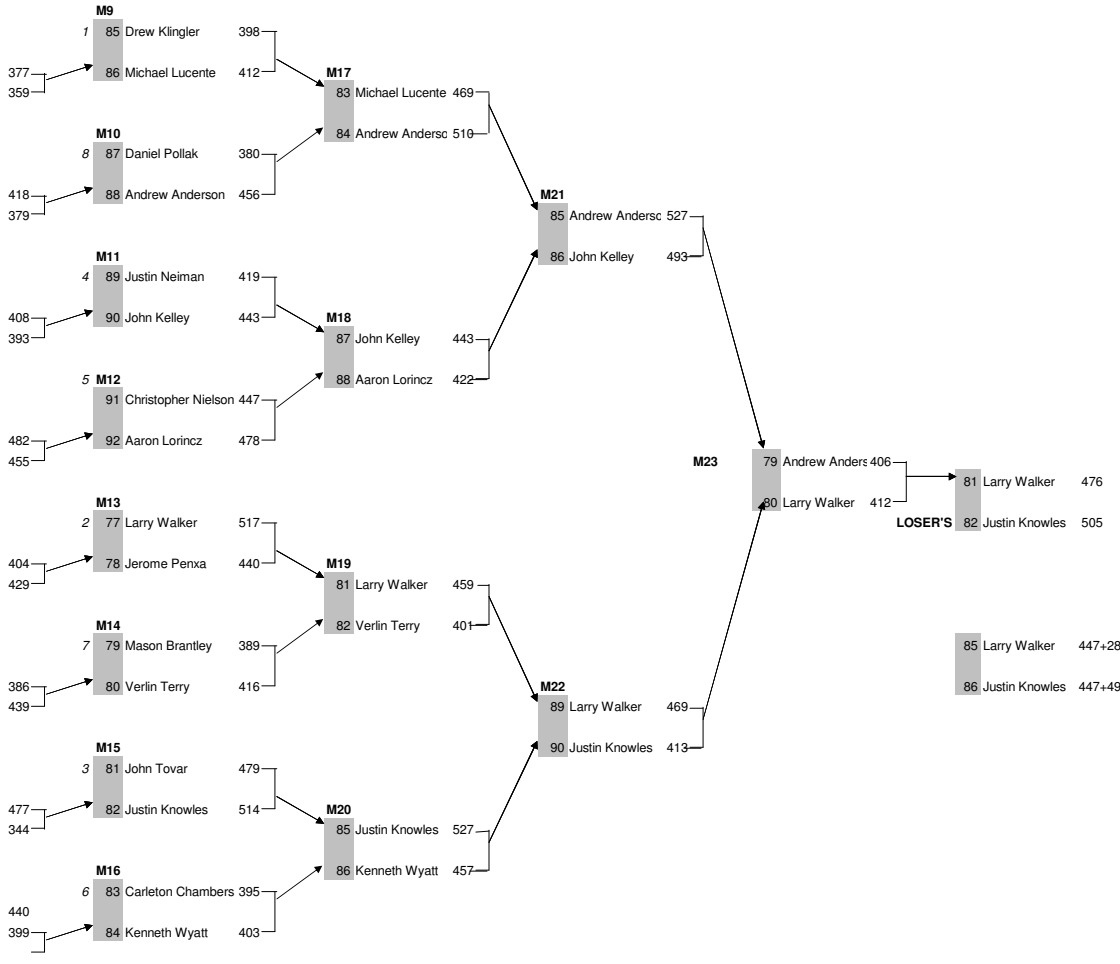 M9
1 85 Drew Klingler 398
377 86 Michael Lucente 412
359
M17
83 Michael Lucente 469
84 Andrew Anderso 510
M10
8 87 Daniel Pollak 380
418 88 Andrew Anderson 456
379
M21
85 Andrew Anderso 527
86 John Kelley 493
M11
4 89 Justin Neiman 419
408 90 John Kelley 443
393
M18
87 John Kelley 443
88 Aaron Lorincz 422
5 M12
91 Christopher Nielson 447
482 92 Aaron Lorincz 478
455
M23
79 Andrew Anders 406
80 Larry Walker 412
81 Larry Walker 476
LOSER'S 82 Justin Knowles 505
M13
2 77 Larry Walker 517
404 78 Jerome Penxa 440
429
M19
81 Larry Walker 459
82 Verlin Terry 401
M14
7 79 Mason Brantley 389
386 80 Verlin Terry 416
439
85 Larry Walker 447+28
86 Justin Knowles 447+49
M22
89 Larry Walker 469
90 Justin Knowles 413
M15
3 81 John Tovar 479
477 82 Justin Knowles 514
344
M20
85 Justin Knowles 527
86 Kenneth Wyatt 457
M16
6 83 Carleton Chambers 395
440
399 84 Kenneth Wyatt 403